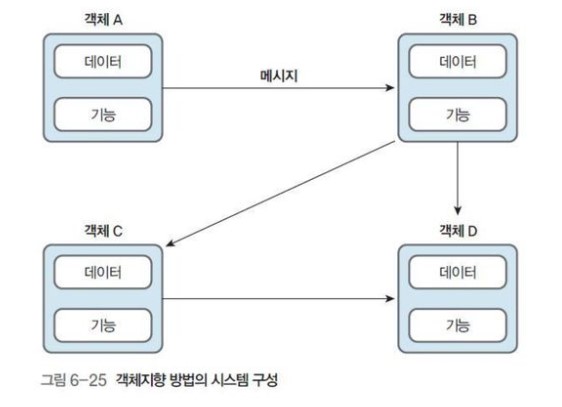 객체 A
객체 B
데이터
메시지
데이터
기능
기능
객체 C
객체 D
데이터
데이터
기능
기능
그림 6-25 객체지향 방법의 시스템 구성